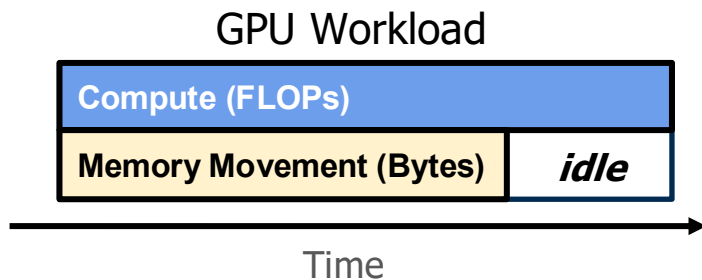 GPU Workload
Compute (FLOPs)
Memory Movement (Bytes) idle
Time